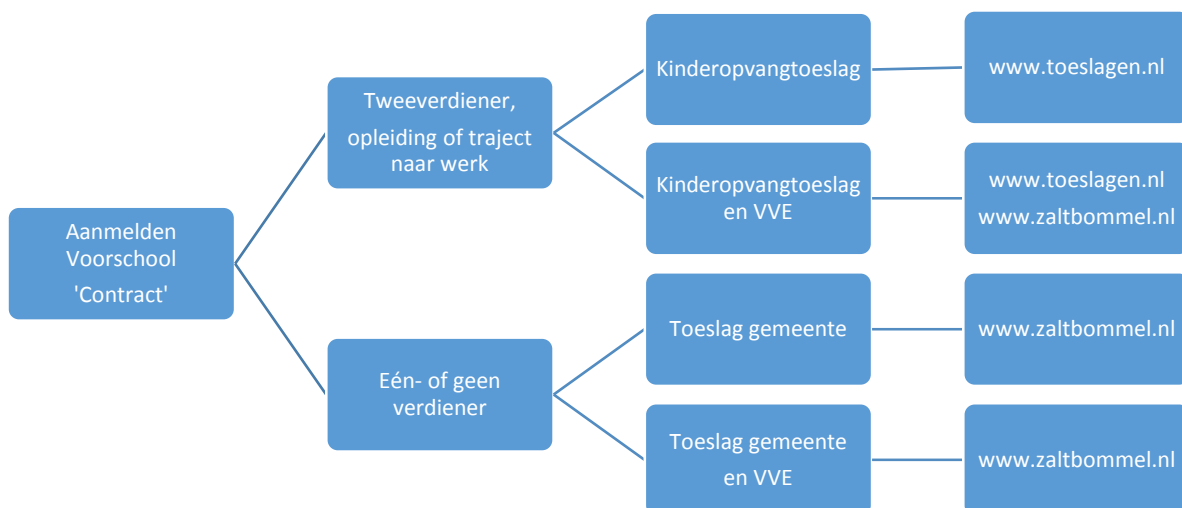 Aanmelden
Voorschool
'Contract'
Tweeverdiener,
opleiding of traject
naar werk
Kinderopvangtoeslag
www.toeslagen.nl
Kinderopvangtoeslag
en VVE
www.toeslagen.nl
www.zaltbommel.nl
Eén- of geen
verdiener
Toeslag gemeente
www.zaltbommel.nl
Toeslag gemeente
en VVE
www.zaltbommel.nl